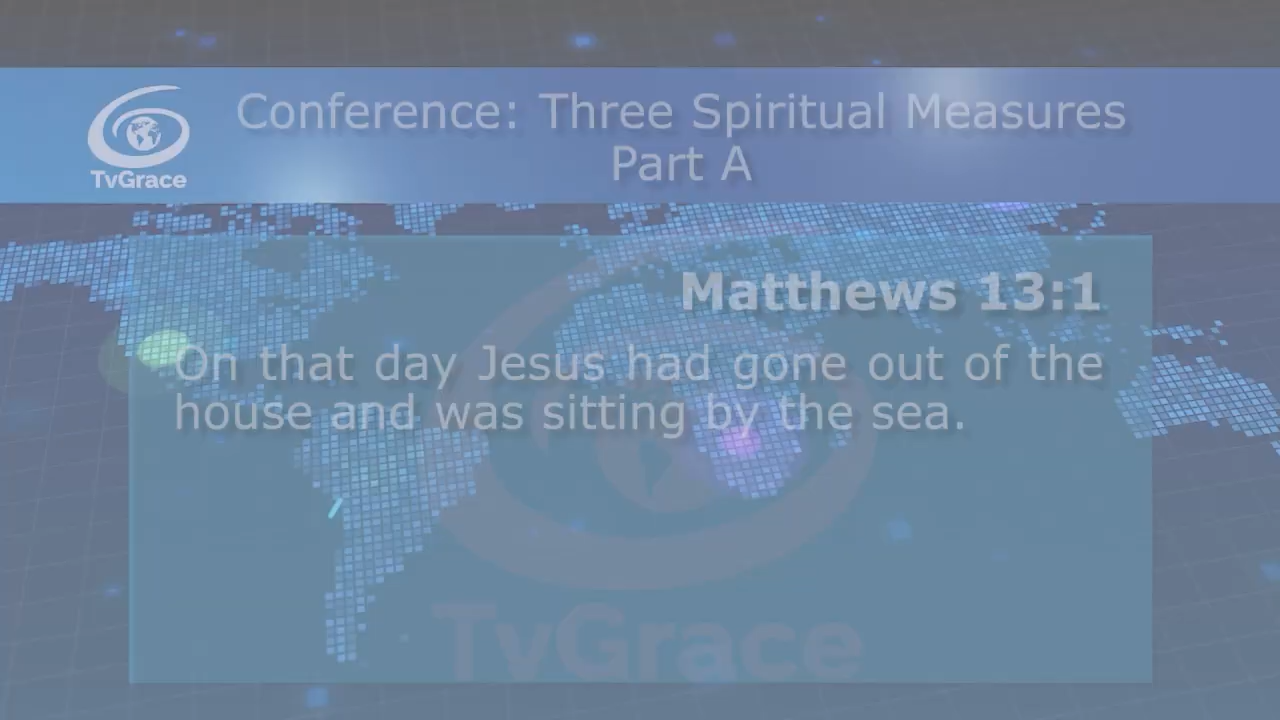 Conference: Three Spiritual Measures
Part A
TvGrace
Matthews 13:1
On that day Jesus had gone out of the
house and was sitting by the sea.
TvGrace